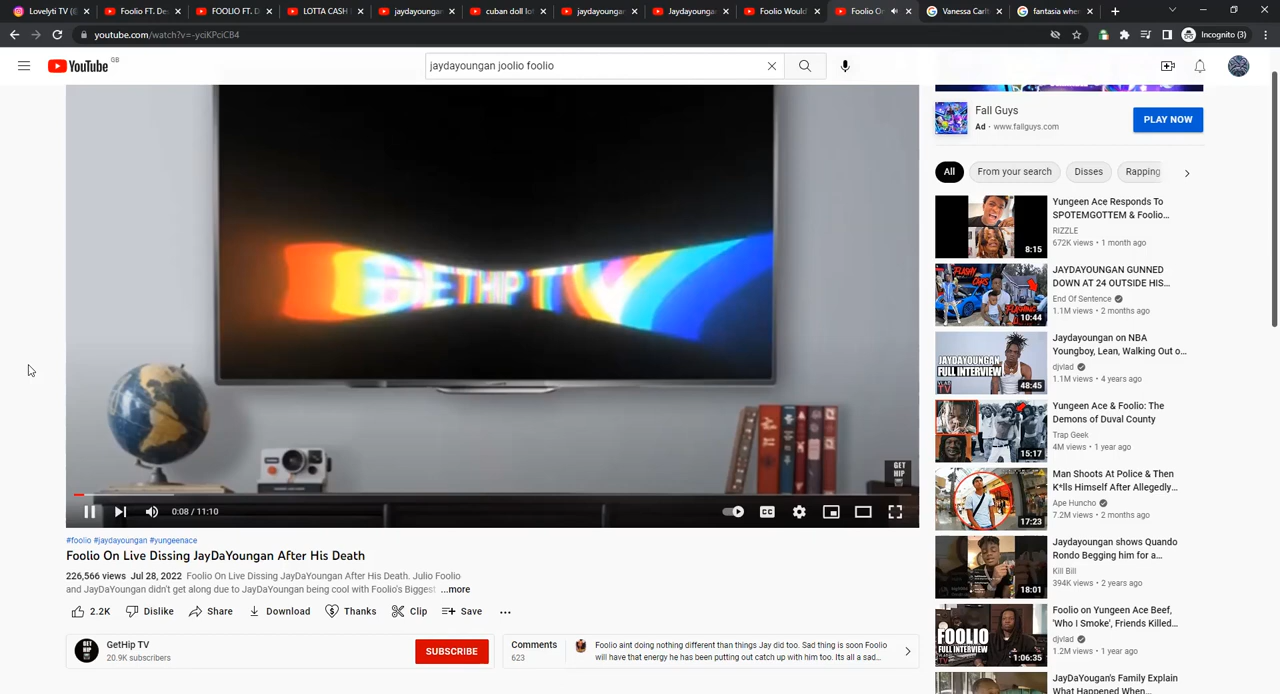 Lovelyti TV (@
Foolio FT. Des
FOOLIO FT. D
LOTTA CASH
jaydayoungan
cuban doll lot
jaydayoungan
Jaydayoungan
Foolio Would
Foolio On
Vanessa Carlt
fantasia when
youtube.com/watch?v=-yciKPciCB4
Incognito (3)
YouTube GB
jaydayoungan joolio foolio
GETHIP TV
GET
HIP
0:08 / 11:10
CC
#foolio #jaydayoungan #yungeenace
Foolio On Live Dissing JayDaYoungan After His Death
226,566 views Jul 28, 2022 Foolio On Live Dissing JayDaYoungan After His Death. Julio Foolio
and JayDaYoungan didn't get along due to JayDaYoungan being cool with Foolio's Biggest ...more
2.2K Dislike Share Download Thanks Clip Save
GET
HIP
GetHip TV
20.9K subscribers
SUBSCRIBE
Comments
623
Foolio aint doing nothing different than things Jay did too. Sad thing is soon Foolio
will have that energy he has been putting out catch up with him too. Its all a sad...
Fall Guys
Ad • www.fallguys.com
PLAY NOW
All From your search Disses Rapping
Yungeen Ace Responds To
SPOTEMGOTTEM & Foolio...
RIZZLE
672K views • 1 month ago
8:15
JAYDAYOUNGAN GUNNED
DOWN AT 24 OUTSIDE HIS...
End Of Sentence
1.1M views • 2 months ago
FLASHY
CARS
10:44
Jaydayoungan on NBA
Youngboy, Lean, Walking Out o...
djvlad
1.1M views • 4 years ago
JAYDAYOUNGAN
FULL INTERVIEW
48:45
Yungeen Ace & Foolio: The
Demons of Duval County
Trap Geek
4M views • 1 year ago
15:17
Man Shoots At Police & Then
K*lls Himself After Allegedly...
Ape Huncho
7.2M views • 2 months ago
17:23
Jaydayoungan shows Quando
Rondo Begging him for a...
Kill Bill
394K views • 2 years ago
18:01
Foolio on Yungeen Ace Beef,
'Who I Smoke', Friends Killed...
djvlad
1.2M views • 1 year ago
FOOLIO
FULL INTERVIEW
1:06:35
JayDaYougan's Family Explain
What Happened When...